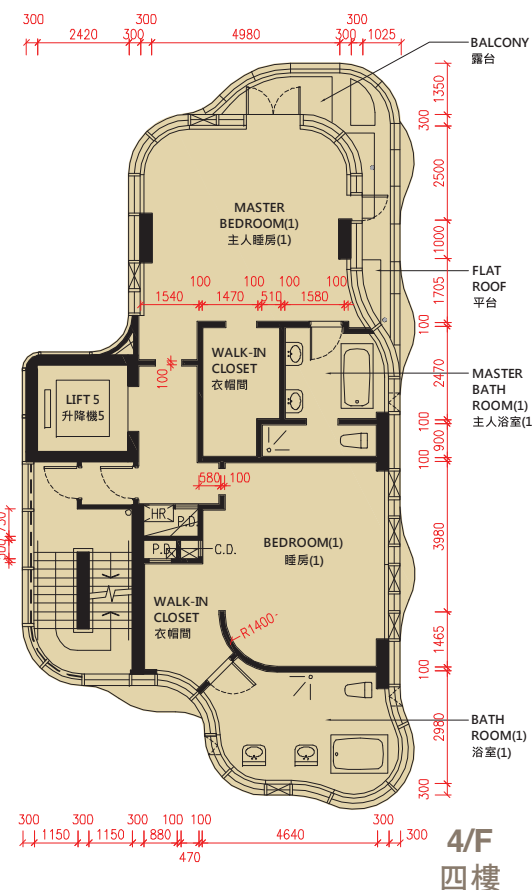 300 300 300
2420 300 4980 300 1025
BALCONY
露台
1350
300
2500
1000
1705
100
2470
100
900
100
3980
1465
100
2980
300
MASTER
BEDROOM(1)
主人睡房(1)
FLAT
ROOF
平台
100 100 100 100
1540 1470 510 1580
WALK-IN
CLOSET
衣帽間
100
LIFT 5
升降機5
MASTER
BATH
ROOM(1)
主人浴室(1
580 100
HR
P.D.
P.D.
C.D.
BEDROOM(1)
睡房(1)
750
WALK-IN
CLOSET
衣帽間
R1400
BATH
ROOM(1)
浴室(1)
300 300 300 100 100 300
1150 1150 880 4640 300
470
4/F
四樓